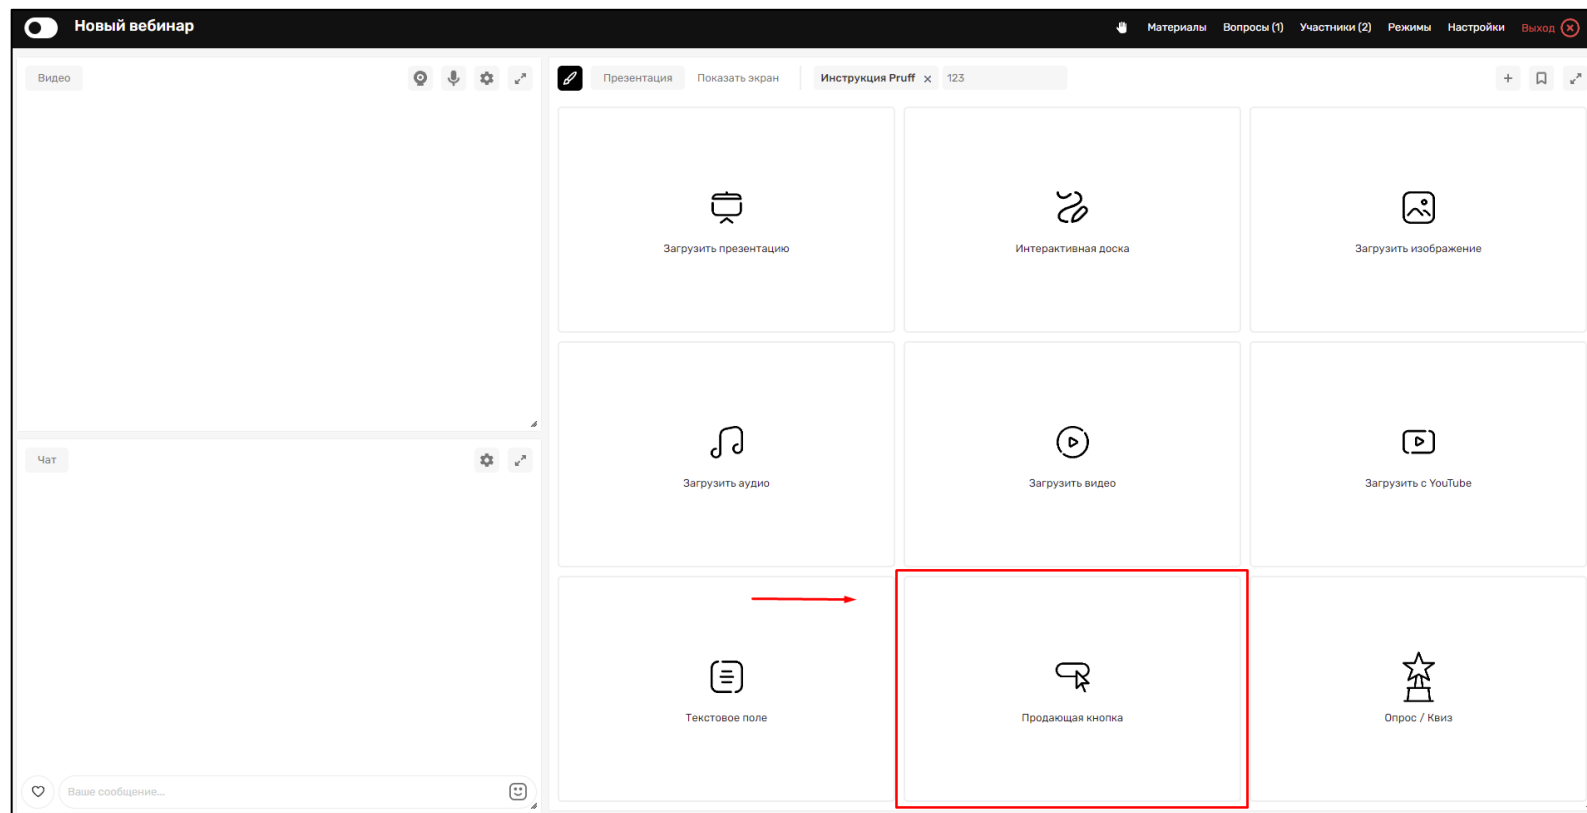 Новый вебинар
Материалы Вопросы (1) Участники (2) Режимы Настройки Выход
Видео
Презентация Показать экран Инструкция Pruff x 123
Загрузить презентацию
Интерактивная доска
Загрузить изображение
Загрузить аудио
Загрузить видео
Загрузить с YouTube
Чат
Текстовое поле
Продающая кнопка
Опрос / Квиз
Ваше сообщение...